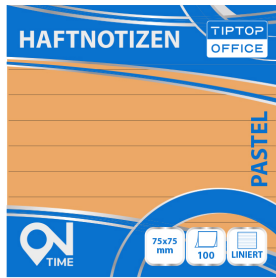 HAFTNOTIZEN
TIPTOP
OFFICE
PASTEL
ON
TIME
75x75
mm
100
LINIERT